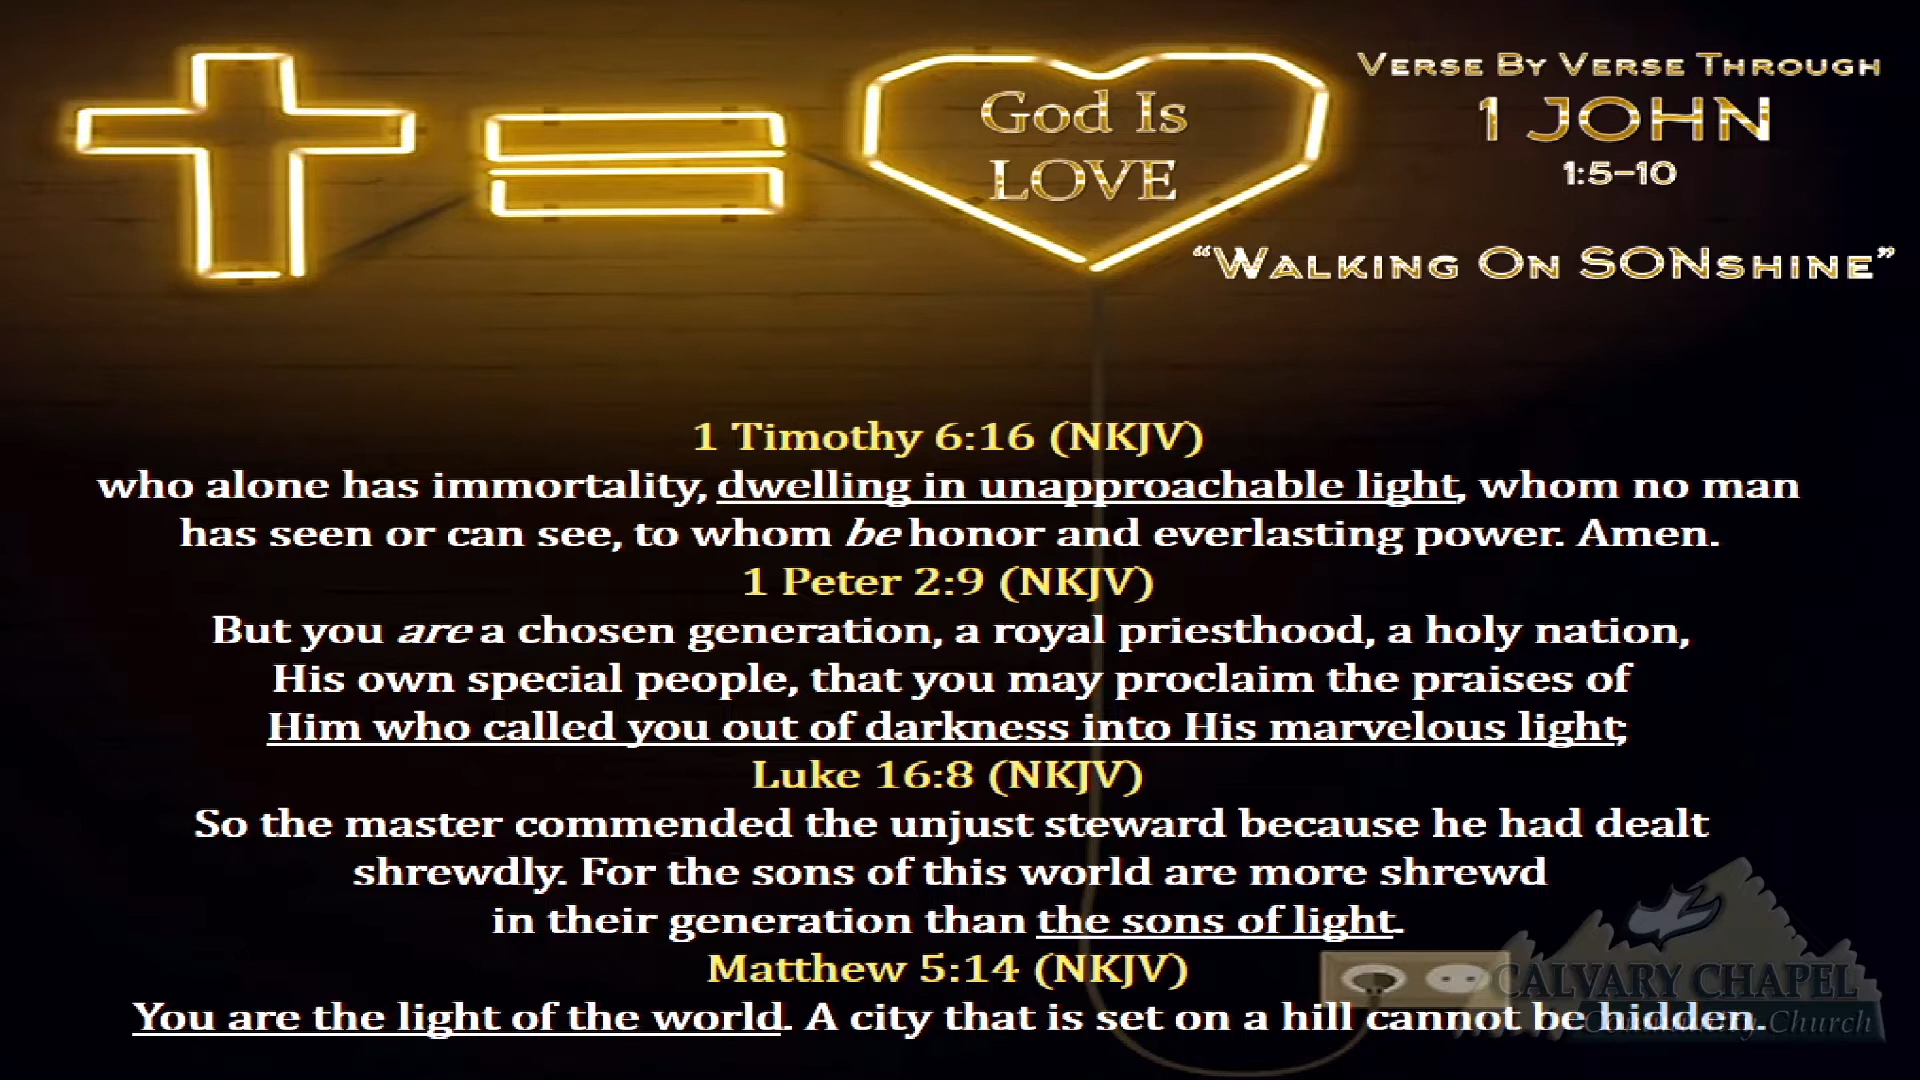 God Is
LOVE
VERSE BY VERSE THROUGH
1 JOHN
1:5-10
“WALKING ON SONSHINE”
1 Timothy 6:16 (NKJV)
who alone has immortality, dwelling in unapproachable light, whom no man
has seen or can see, to whom be honor and everlasting power. Amen.
1 Peter 2:9 (NKJV)
But you are a chosen generation, a royal priesthood, a holy nation,
His own special people, that you may proclaim the praises of
Him who called you out of darkness into His marvelous light;
Luke 16:8 (NKJV)
So the master commended the unjust steward because he had dealt
shrewdly. For the sons of this world are more shrewd
in their generation than the sons of light.
Matthew 5:14 (NKJV)
You are the light of the world. A city that is set on a hill cannot be hidden.
CALVARY CHAPEL
Community Church